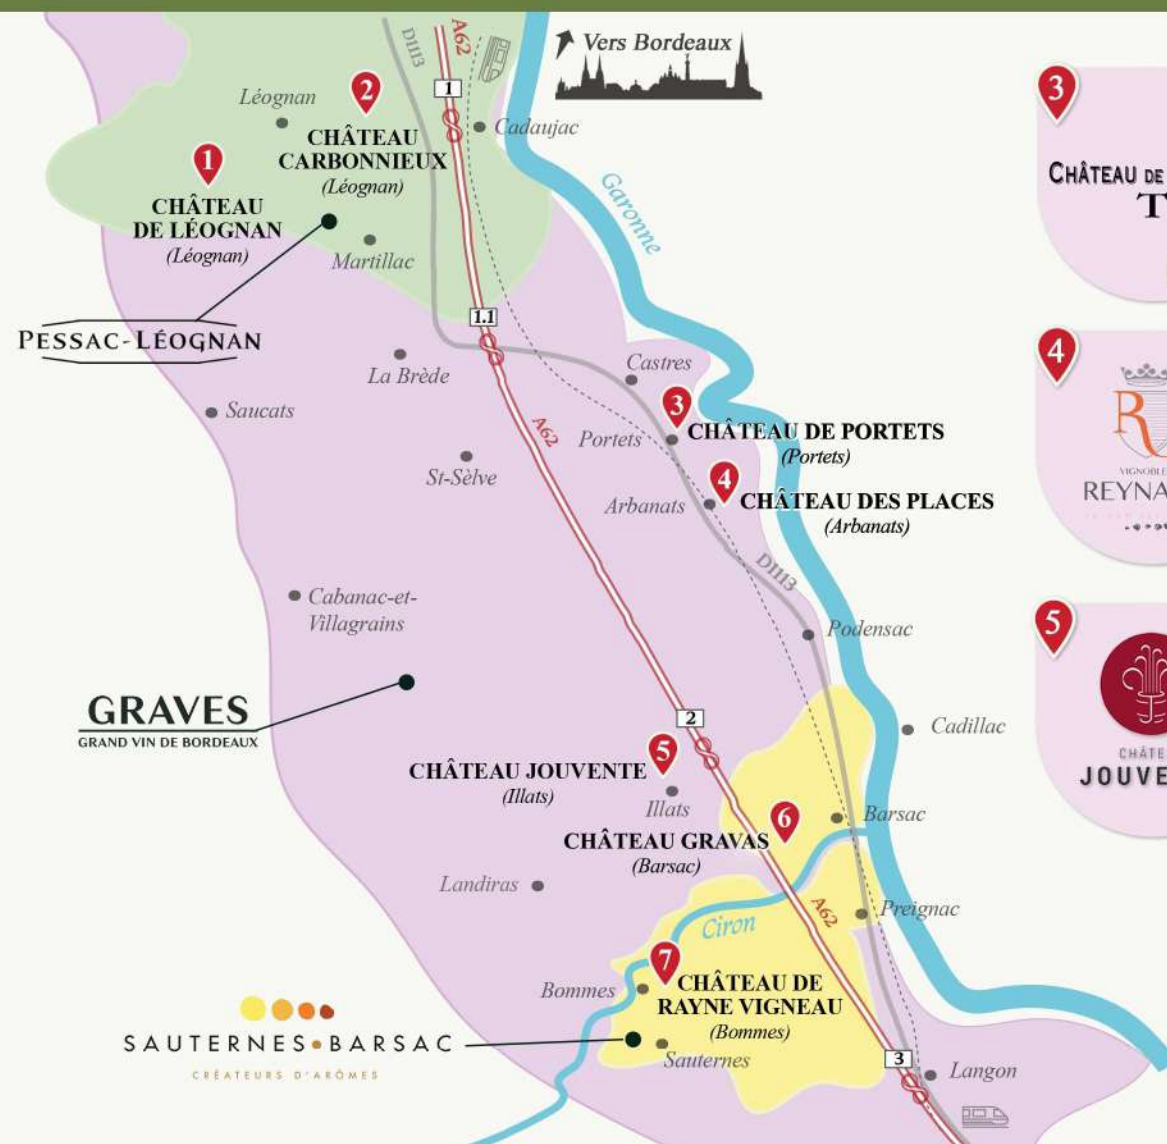 Vers Bordeaux
D1113
A62
1
2
Léognan
CHÂTEAU
CARBONNIEUX
(Léognan)
Cadaujac
1
CHÂTEAU
DE LÉOGNAN
(Léognan)
Martillac
Garonne
PESSAC-LÉOGNAN
1.1
La Brède
Castres
Saucats
A62
3
Portets
CHÂTEAU DE PORTETS
(Portets)
St-Sèlve
4
Arbanats
CHÂTEAU DES PLACES
(Arbanats)
D1113
Cabanac-et-
Villagrains
Podensac
GRAVES
GRAND VIN DE BORDEAUX
2
Cadillac
5
CHÂTEAU JOUVENTE
(Illats)
Illats
6
Barsac
CHÂTEAU GRAVAS
(Barsac)
Landiras
A62
Preignac
Ciron
7
Bommes
CHÂTEAU DE
RAYNE VIGNEAU
(Bommes)
SAUTERNES•BARSAC
CRÉATEURS D'ARÔMES
Sauternes
3
Langon
3
CHÂTEAU DE
T
4
R
VIGNOBLE
REYNA
5
CHÂTE
JOUVE